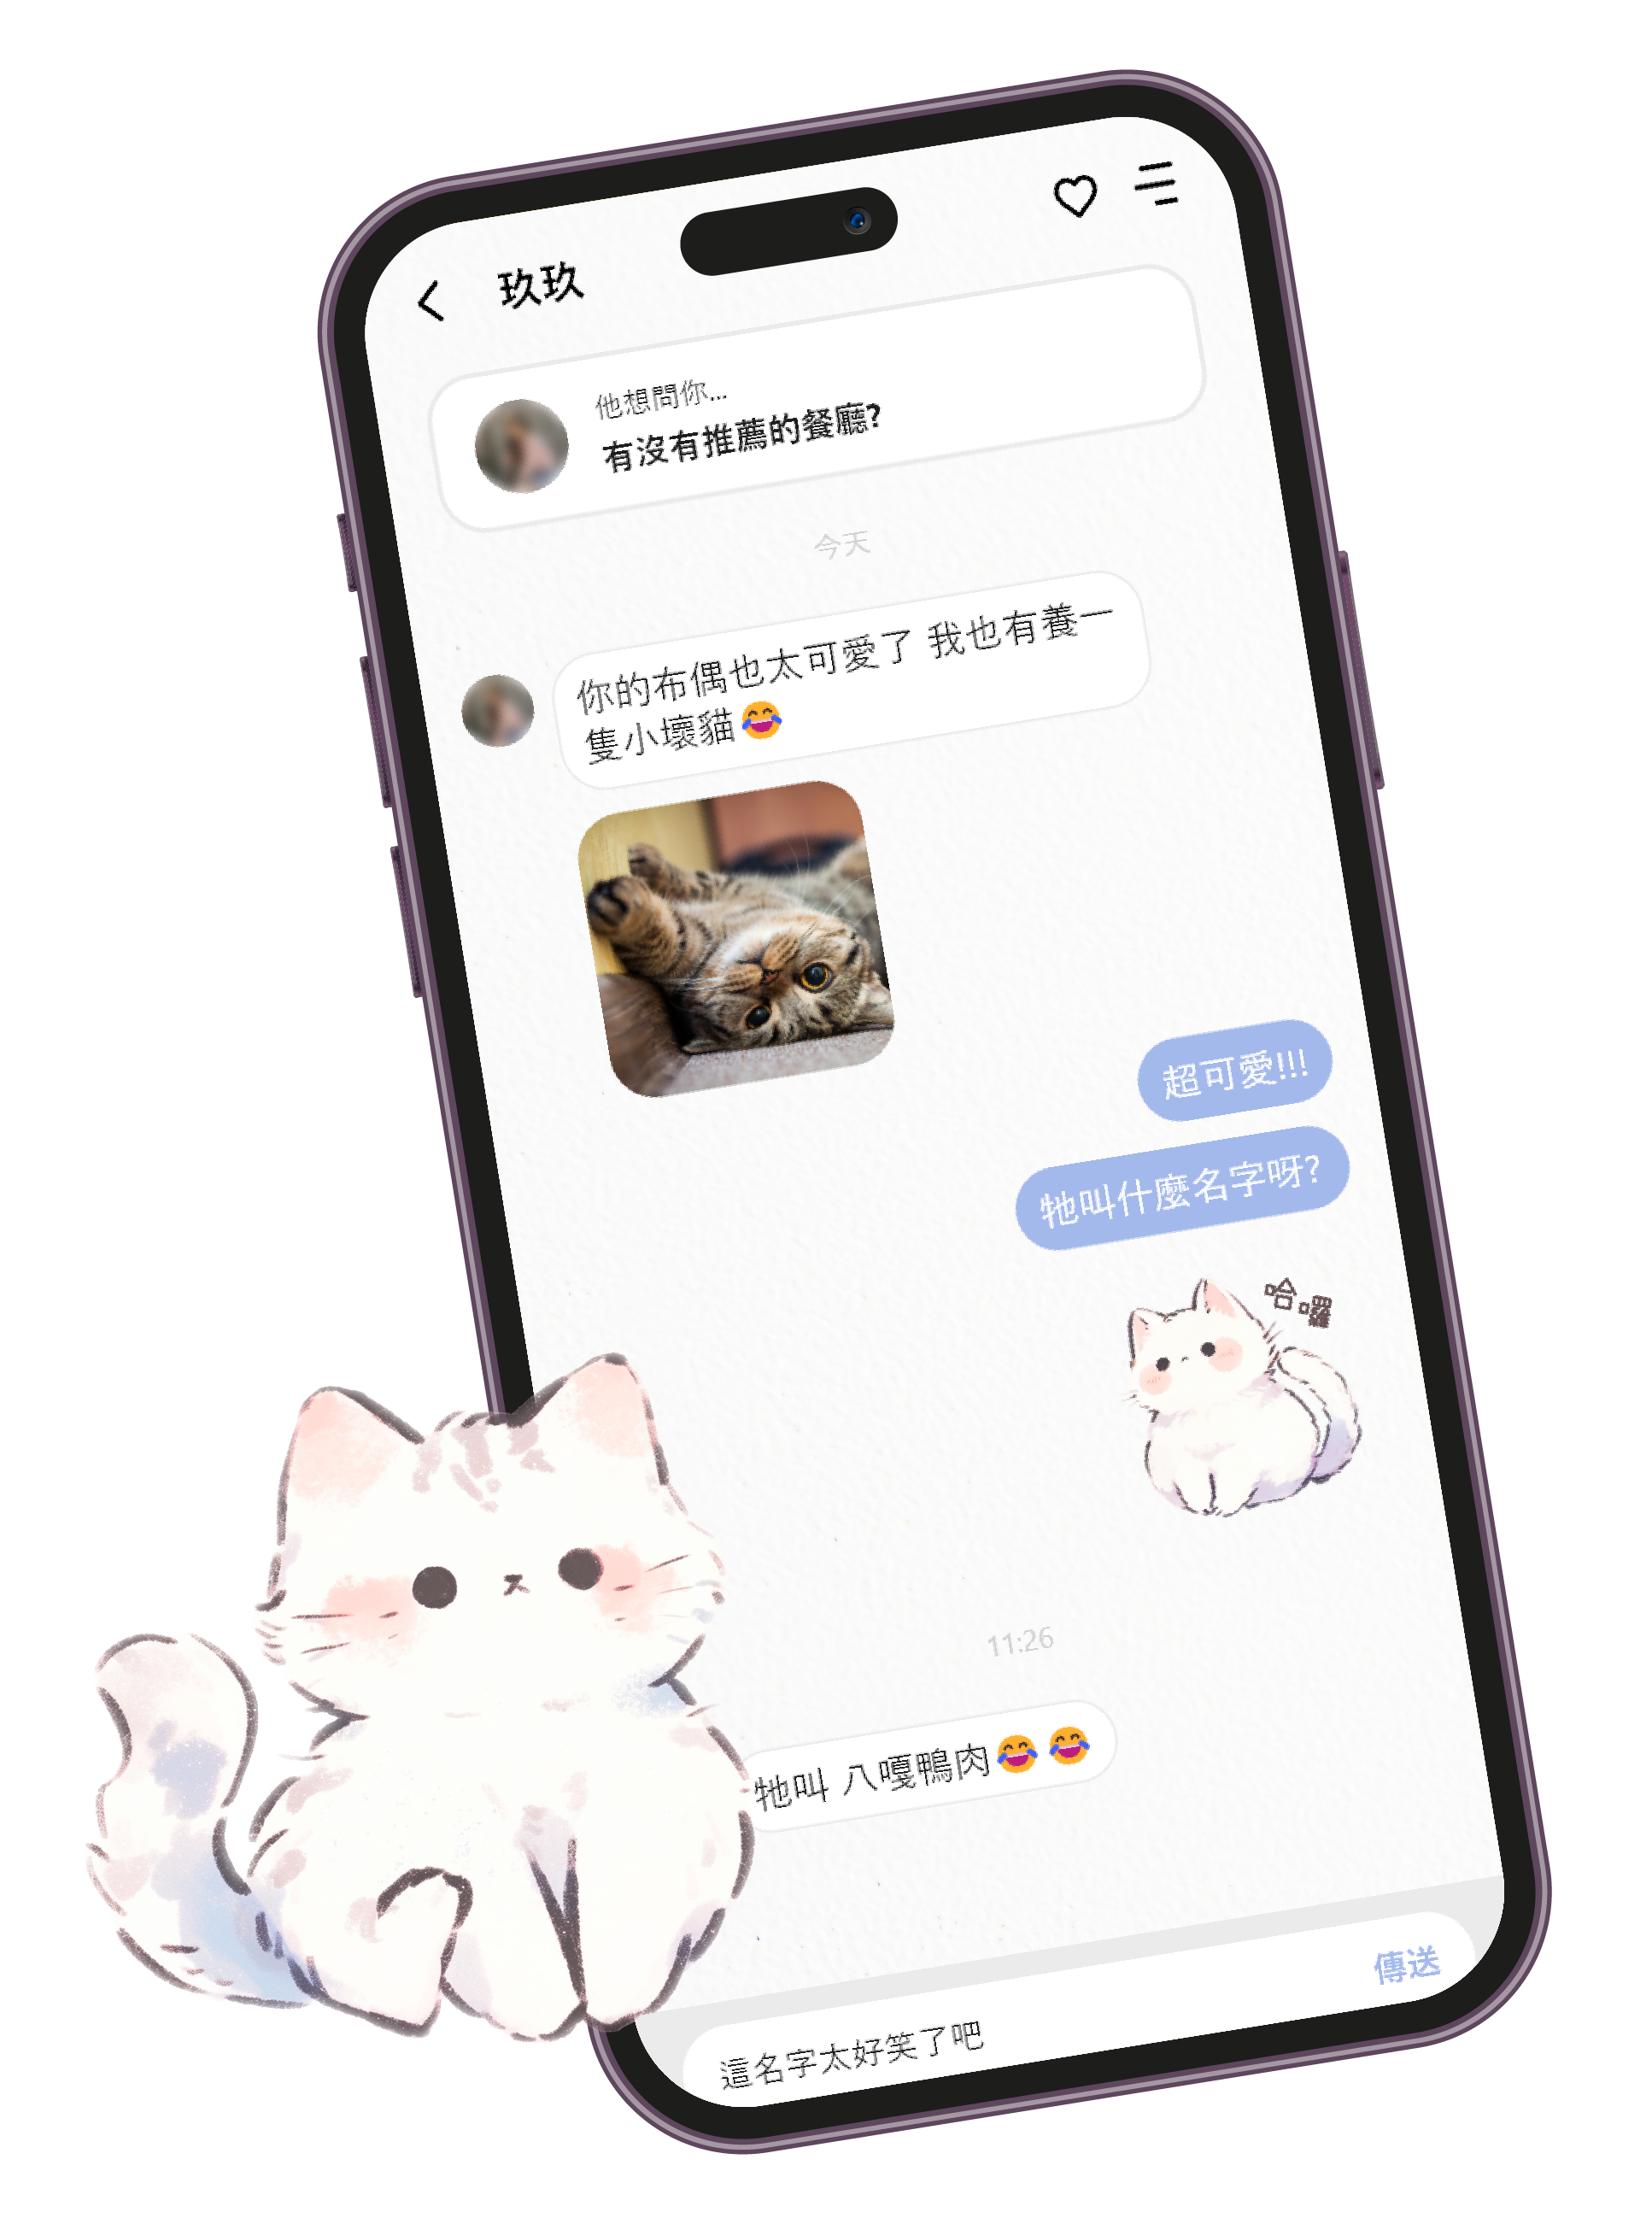 玖玖
他想問你...
有沒有推薦的餐廳?
今天
你的布偶也太可愛了 我也有養一
隻小壞貓😂
超可愛!!!
牠叫什麼名字呀?
哈囉
11:26
牠叫 八嘎鴨肉😂😂
傳送
這名字太好笑了吧